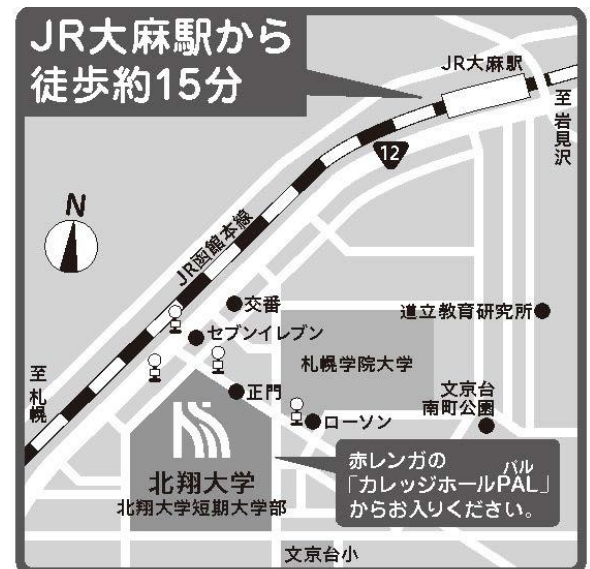 JR大麻駅から
徒歩約15分
JR大麻駅
至岩見沢
12
N
JR函館本線
交番
道立教育研究所
セブンイレブン
札幌学院大学
至札幌
正門
文京台
南町公園
ローソン
北翔大学
北翔大学短期大学部
赤レンガの
パル
「カレッジホールPAL」
からお入りください。
文京台小